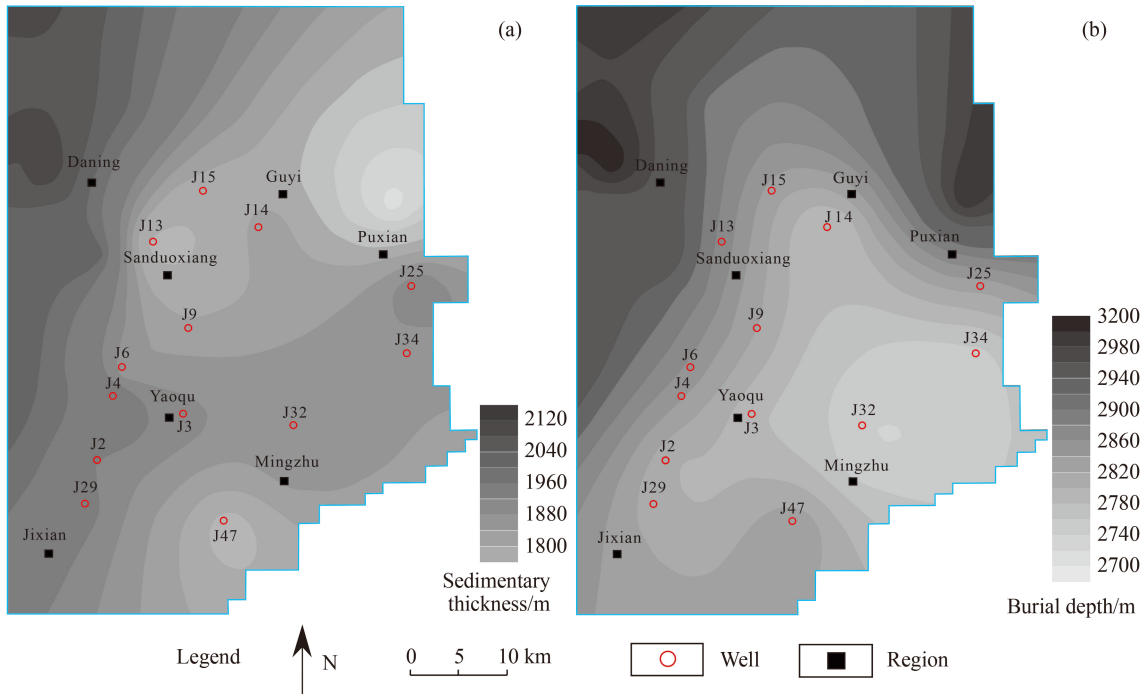 (a)
Daning
J15
Guyi
J14
J13
Puxian
Sanduoxiang
J25
J9
J34
J6
J4
Yaoqu
J3
J32
J2
Mingzhu
J29
J47
Jixian
2120
2040
1960
1880
1800
Sedimentary
thickness/m
(b)
Daning
J15
Guyi
J14
J13
Puxian
Sanduoxiang
J25
J9
J34
J6
J4
Yaoqu
J3
J32
J2
Mingzhu
J29
J47
Jixian
3200
2980
2940
2900
2860
2820
2780
2740
2700
Burial depth/m
Legend
N
0 5 10 km
Well
Region